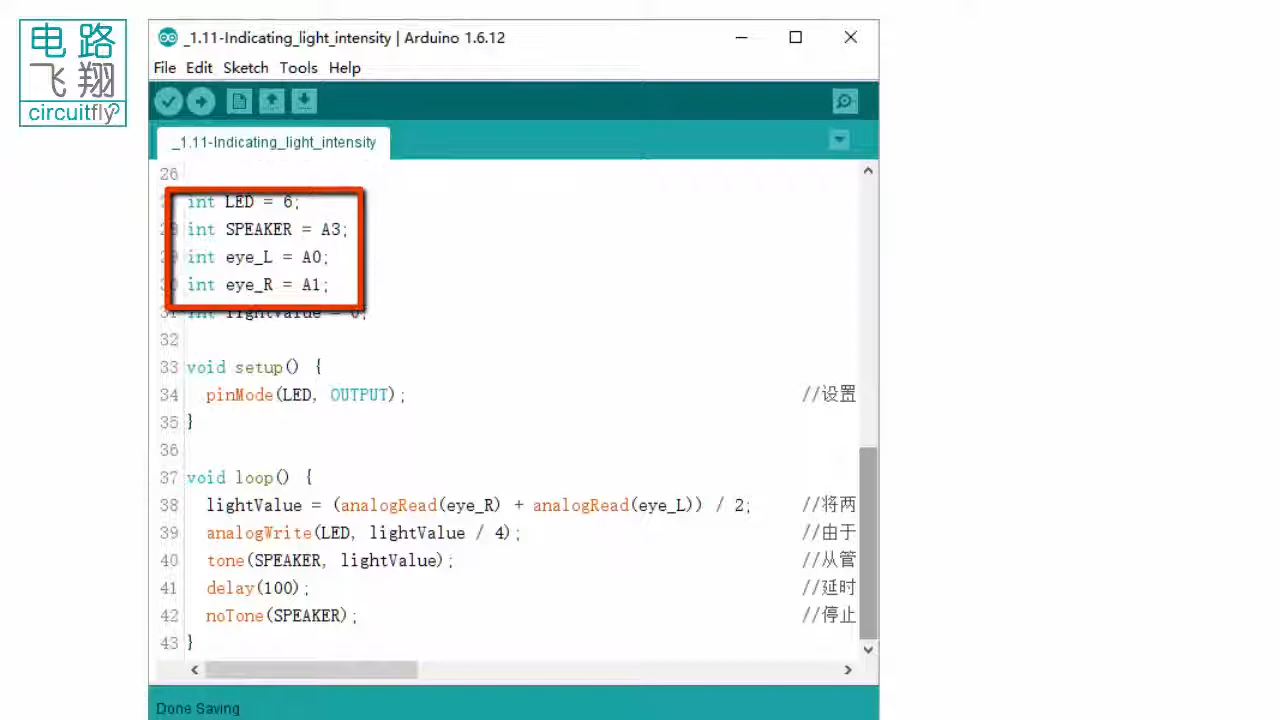 电路
飞翔
circuitfly
_1.11-Indicating_light_intensity | Arduino 1.6.12
File Edit Sketch Tools Help
_1.11-Indicating_light_intensity
26
int LED = 6;
int SPEAKER = A3;
int eye_L = A0;
int eye_R = A1;
31 int lightValue = 0;
32
33 void setup() {
34 pinMode(LED, OUTPUT); //设置
35 }
36
37 void loop() {
38 lightValue = (analogRead(eye_R) + analogRead(eye_L)) / 2; //将两
39 analogWrite(LED, lightValue / 4); //由于
40 tone(SPEAKER, lightValue); //从管
41 delay(100); //延时
42 noTone(SPEAKER); //停止
43 }
Done Saving